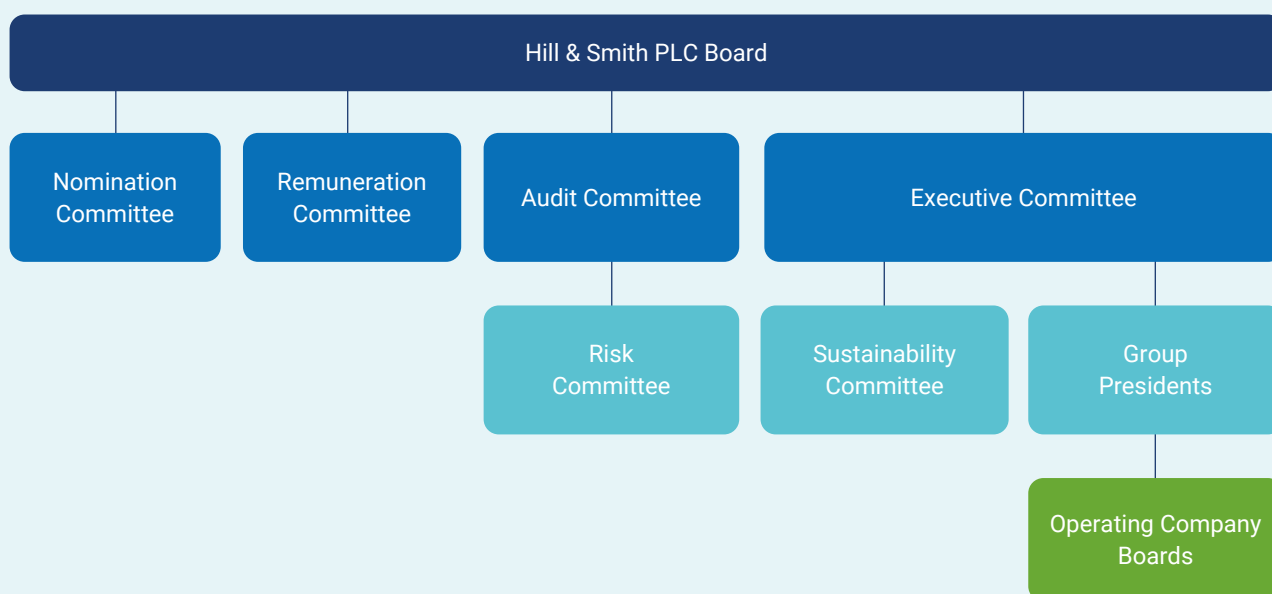 Hill & Smith PLC Board
Nomination
Committee
Remuneration
Committee
Audit Committee
Executive Committee
Risk
Committee
Sustainability
Committee
Group
Presidents
Operating Company
Boards